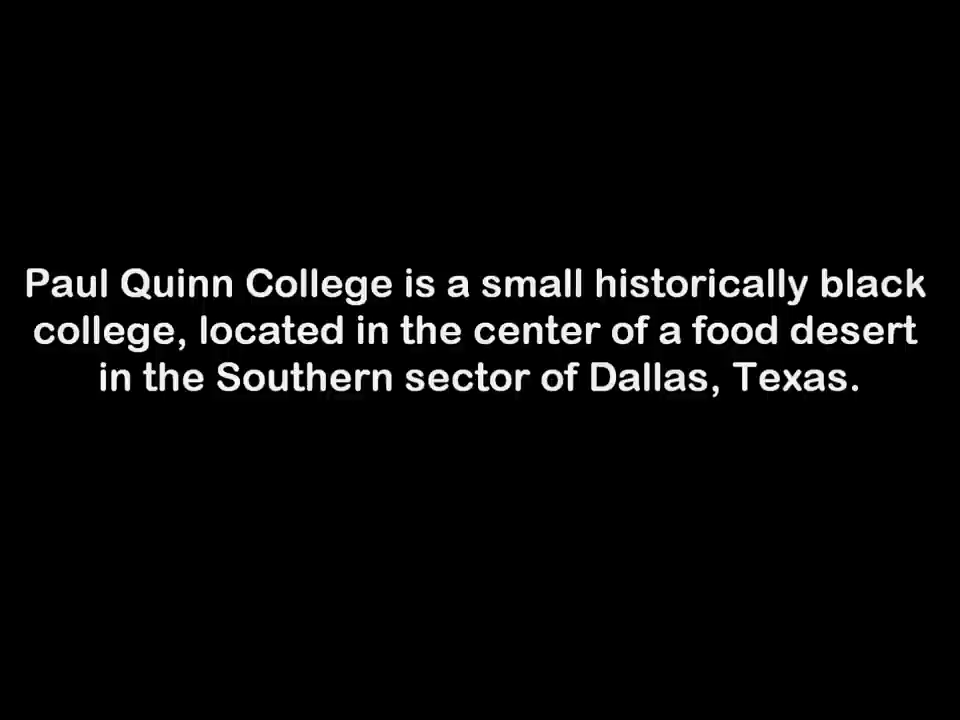 Paul Quinn College is a small historically black
college, located in the center of a food desert
in the Southern sector of Dallas, Texas.